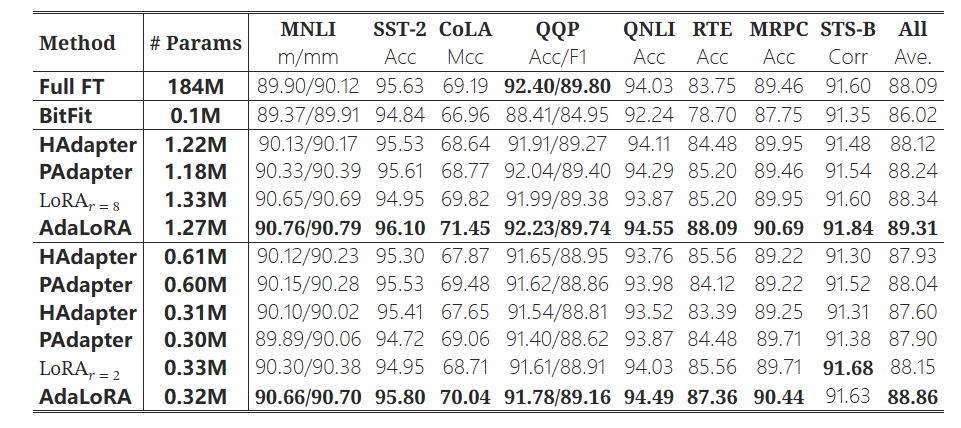 Method # Params MNLI SST-2 CoLA QQP QNLI RTE MRPC STS-B All
m/mm Acc Mcc Acc/F1 Acc Acc Acc Corr Ave.
Full FT 184M 89.90/90.12 95.63 69.19 92.40/89.80 94.03 83.75 89.46 91.60 88.09
BitFit 0.1M 89.37/89.91 94.84 66.96 88.41/84.95 92.24 78.70 87.75 91.35 86.02
HAdapter 1.22M 90.13/90.17 95.53 68.64 91.91/89.27 94.11 84.48 89.95 91.48 88.12
PAdapter 1.18M 90.33/90.39 95.61 68.77 92.04/89.40 94.29 85.20 89.46 91.54 88.24
LoRAr = 8 1.33M 90.65/90.69 94.95 69.82 91.99/89.38 93.87 85.20 89.95 91.60 88.34
AdaLoRA 1.27M 90.76/90.79 96.10 71.45 92.23/89.74 94.55 88.09 90.69 91.84 89.31
HAdapter 0.61M 90.12/90.23 95.30 67.87 91.65/88.95 93.76 85.56 89.22 91.30 87.93
PAdapter 0.60M 90.15/90.28 95.53 69.48 91.62/88.86 93.98 84.12 89.22 91.52 88.04
HAdapter 0.31M 90.10/90.02 95.41 67.65 91.54/88.81 93.52 83.39 89.25 91.31 87.60
PAdapter 0.30M 89.89/90.06 94.72 69.06 91.40/88.62 93.87 84.48 89.71 91.38 87.90
LoRAr = 2 0.33M 90.30/90.38 94.95 68.71 91.61/88.91 94.03 85.56 89.71 91.68 88.15
AdaLoRA 0.32M 90.66/90.70 95.80 70.04 91.78/89.16 94.49 87.36 90.44 91.63 88.86